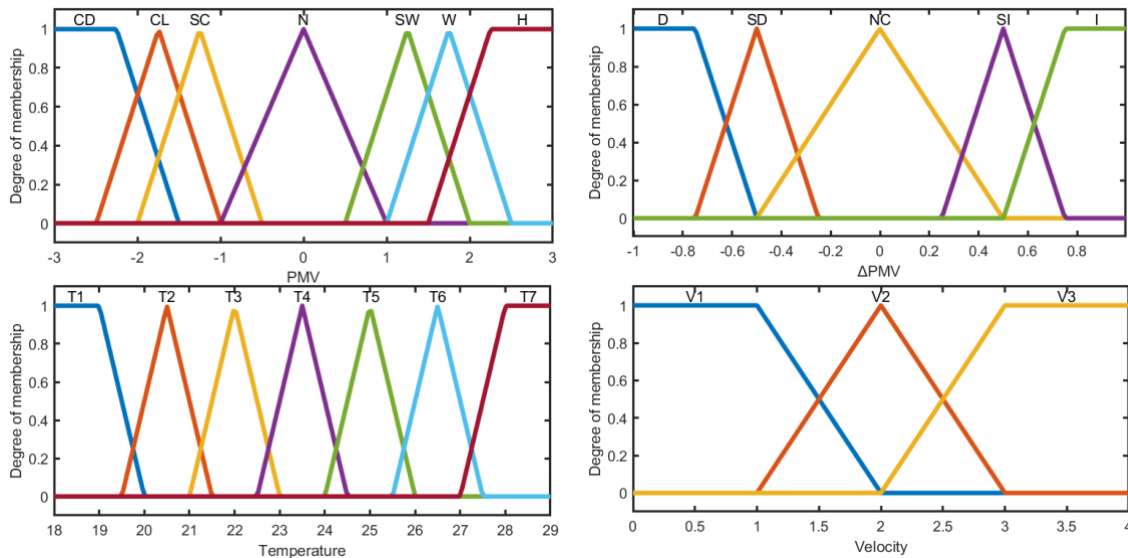 CD CL SC N SW W H
1
0.8
0.6
0.4
0.2
0
Degree of membership
-3 -2 -1 0 1 2 3
PMV
D SD NC SI I
1
0.8
0.6
0.4
0.2
0
Degree of membership
-1 -0.8 -0.6 -0.4 -0.2 0 0.2 0.4 0.6 0.8
ΔPMV
T1 T2 T3 T4 T5 T6 T7
1
0.8
0.6
0.4
0.2
0
Degree of membership
18 19 20 21 22 23 24 25 26 27 28 29
Temperature
V1 V2 V3
1
0.8
0.6
0.4
0.2
0
Degree of membership
0 1 1.5 2 2.5 3 3.5 4
Velocity